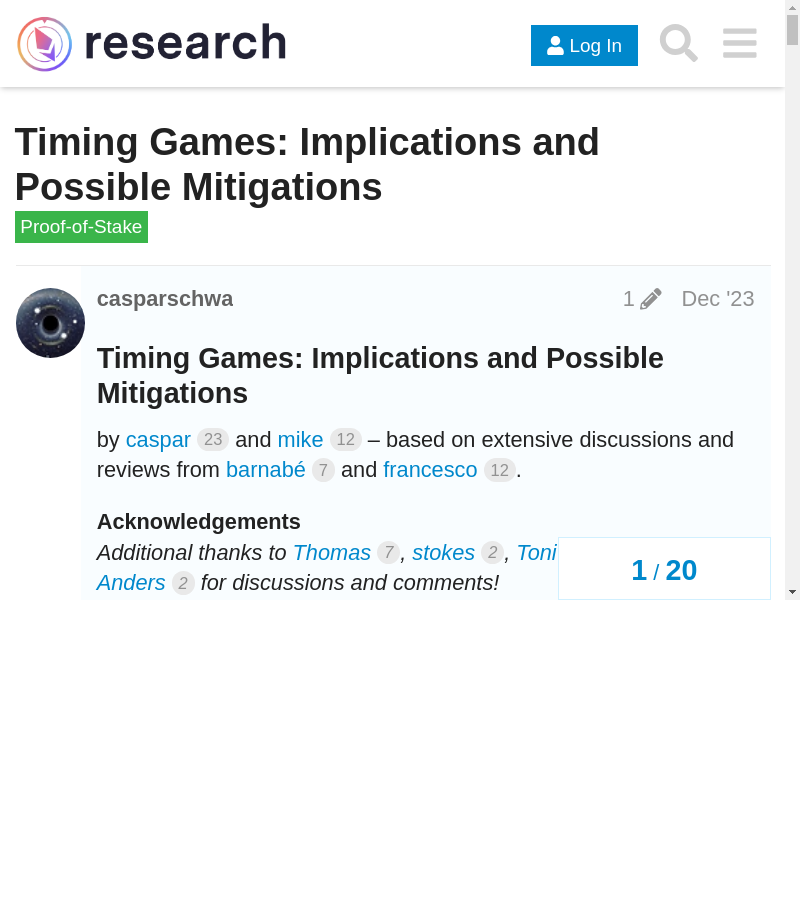 research
Log In
Timing Games: Implications and
Possible Mitigations
Proof-of-Stake
casparschwa
1
Dec '23
Timing Games: Implications and Possible
Mitigations
by caspar 23 and mike 12 – based on extensive discussions and
reviews from barnabé 7 and francesco 12.
Acknowledgements
Additional thanks to Thomas 7, stokes 2, Toni
Anders 2 for discussions and comments!
1 / 20